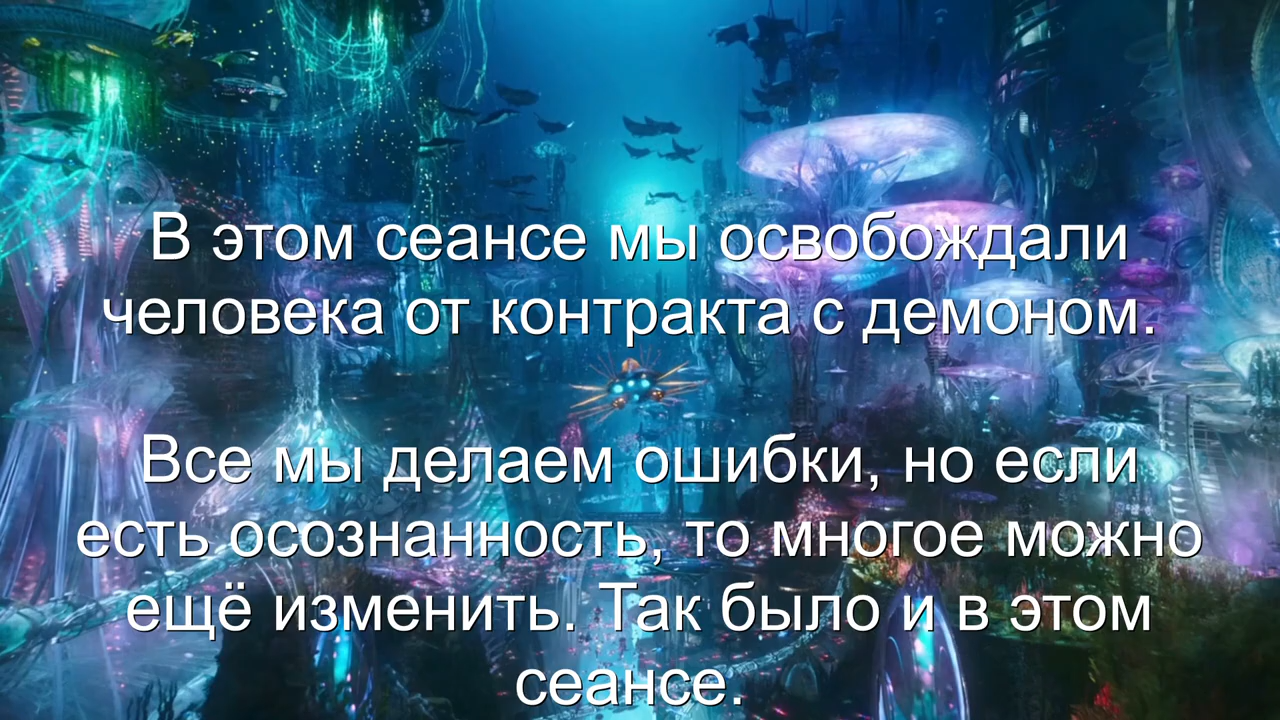 В этом сеансе мы освобождали
человека от контракта с демоном.
Все мы делаем ошибки, но если
есть осознанность, то многое можно
ещё изменить. Так было и в этом
сеансе.